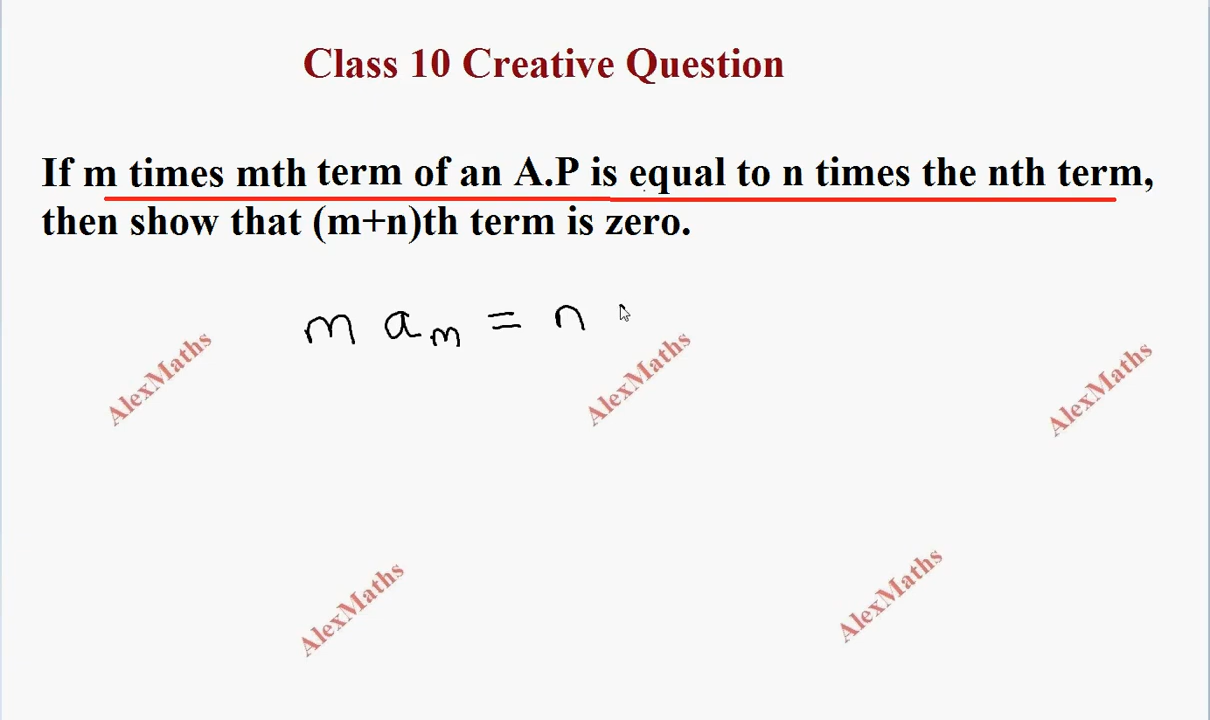 Class 10 Creative Question
If m times mth term of an A.P is equal to n times the nth term,
then show that (m+n)th term is zero.
m aₘ = n
AlexMaths
AlexMaths
AlexMaths
AlexMaths
AlexMaths